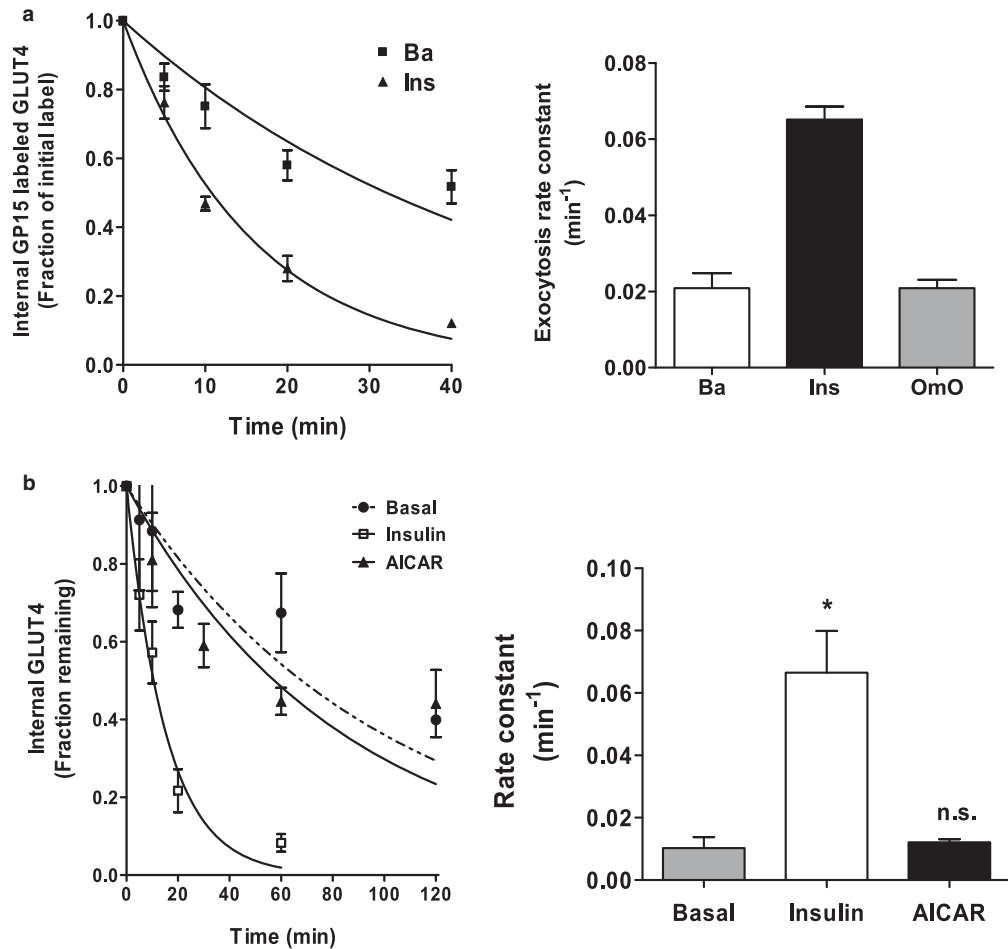 a
Internal GP15 labeled GLUT4
(Fraction of initial label)
1.0
0.8
0.6
0.4
0.2
0.0
Ba
Ins
0 10 20 30 40
Time (min)
Exocytosis rate constant
(min⁻¹)
0.08
0.06
0.04
0.02
0.00
Ba Ins OmO
b
Internal GLUT4
(Fraction remaining)
1.0
0.8
0.6
0.4
0.2
0.0
Basal
Insulin
AICAR
0 20 40 60 80 100 120
Time (min)
Rate constant
(min⁻¹)
0.10
0.08
0.06
0.04
0.02
0.00
*
n.s.
Basal Insulin AICAR